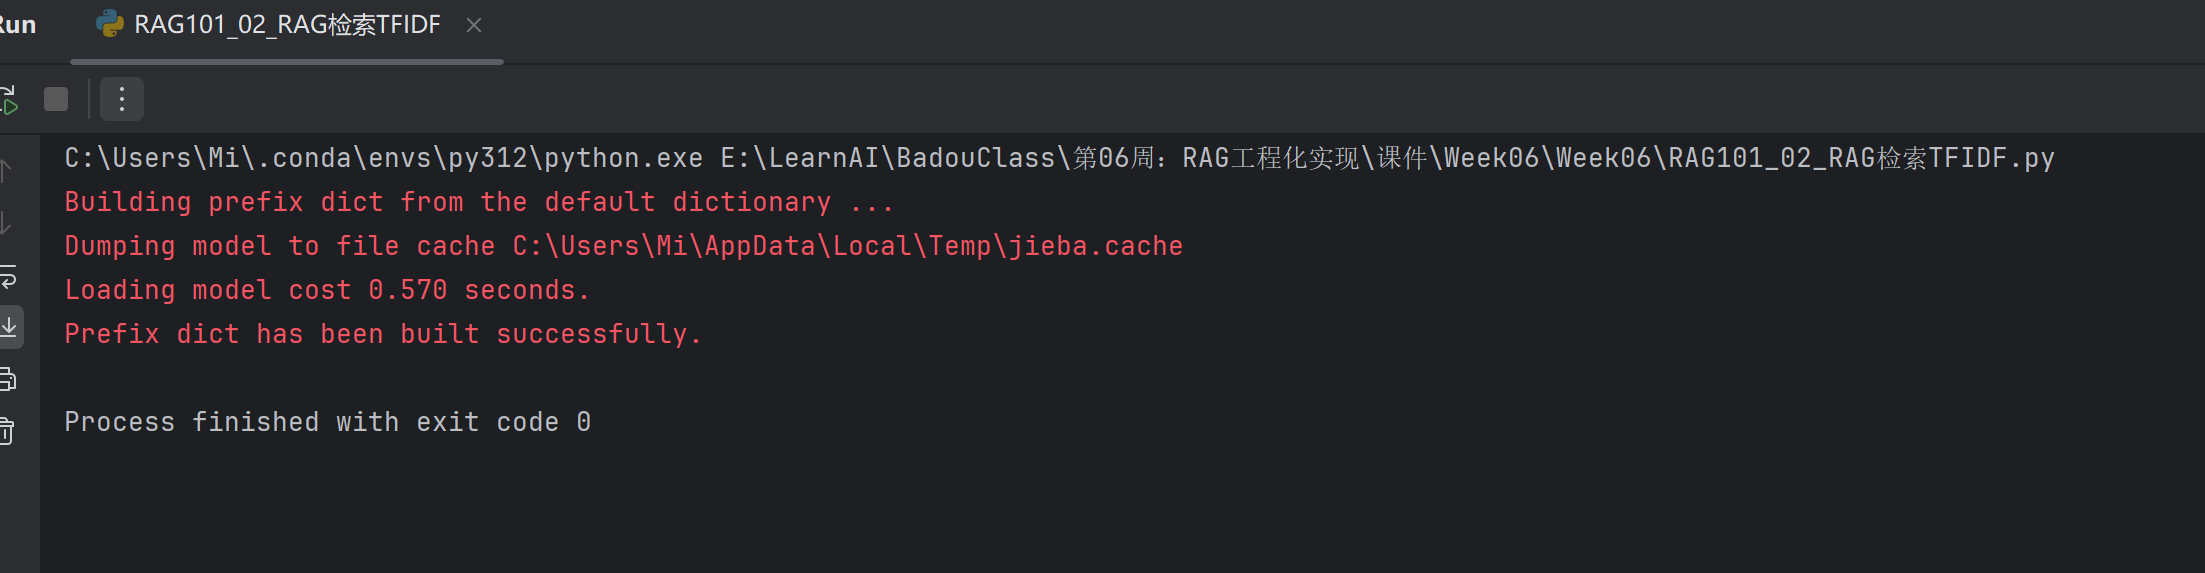 Run
RAG101_02_RAG检索TFIDF
C:\Users\Mi\.conda\envs\py312\python.exe E:\LearnAI\BadouClass\第06周：RAG工程化实现\课件\Week06\Week06\RAG101_02_RAG检索TFIDF.py
Building prefix dict from the default dictionary ...
Dumping model to file cache C:\Users\Mi\AppData\Local\Temp\jieba.cache
Loading model cost 0.570 seconds.
Prefix dict has been built successfully.
Process finished with exit code 0